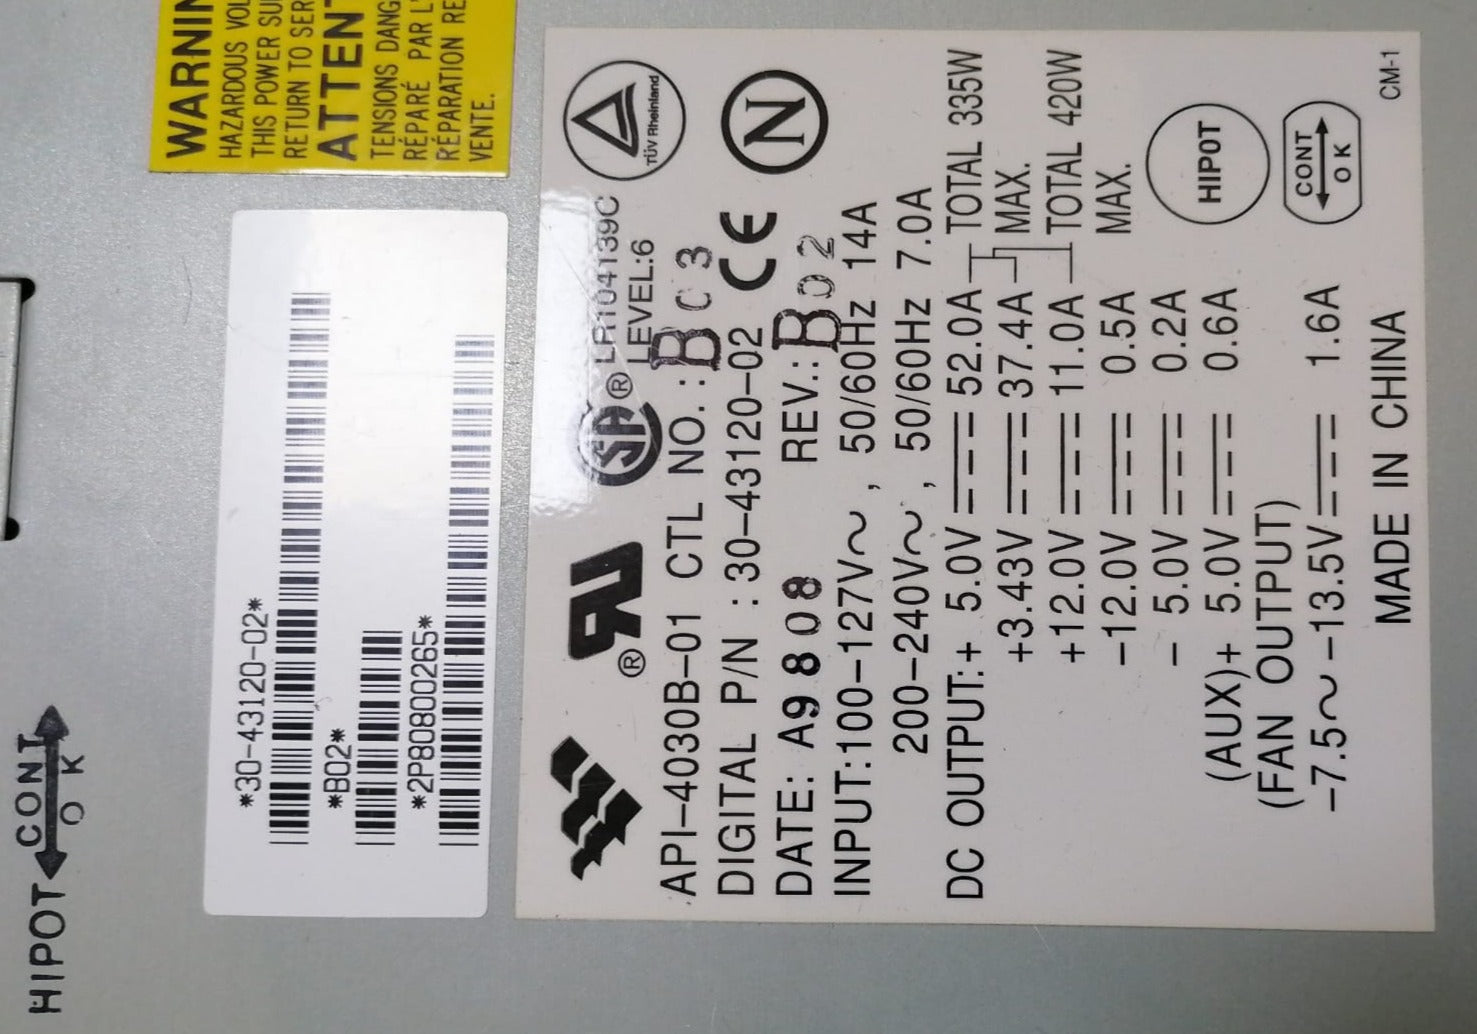 WARNIN
HAZARDOUS VOL
THIS POWER SU
RETURN TO SER
ATTENT
TENSIONS DANG
RÉPARÉ PAR L'
RÉPARATION RE
VENTE.
HIPOT CONT
OK
*30-43120-02*
*B02*
*2P80800265*
LR104139C
LEVEL:6
TÜV Rheinland
API-4030B-01 CTL NO.: B C 3
DIGITAL P/N : 30-43120-02 CE N
DATE: A9808 REV.: B02
INPUT:100-127V~, 50/60Hz 14A
200-240V~, 50/60Hz 7.0A
DC OUTPUT:+ 5.0V 52.0A TOTAL 335W
+3.43V 37.4A MAX.
+12.0V 11.0A TOTAL 420W
-12.0V 0.5A MAX.
- 5.0V 0.2A
(AUX)+ 5.0V 0.6A
HIPOT
(FAN OUTPUT)
-7.5~-13.5V 1.6A
CONT
OK
MADE IN CHINA
CM-1